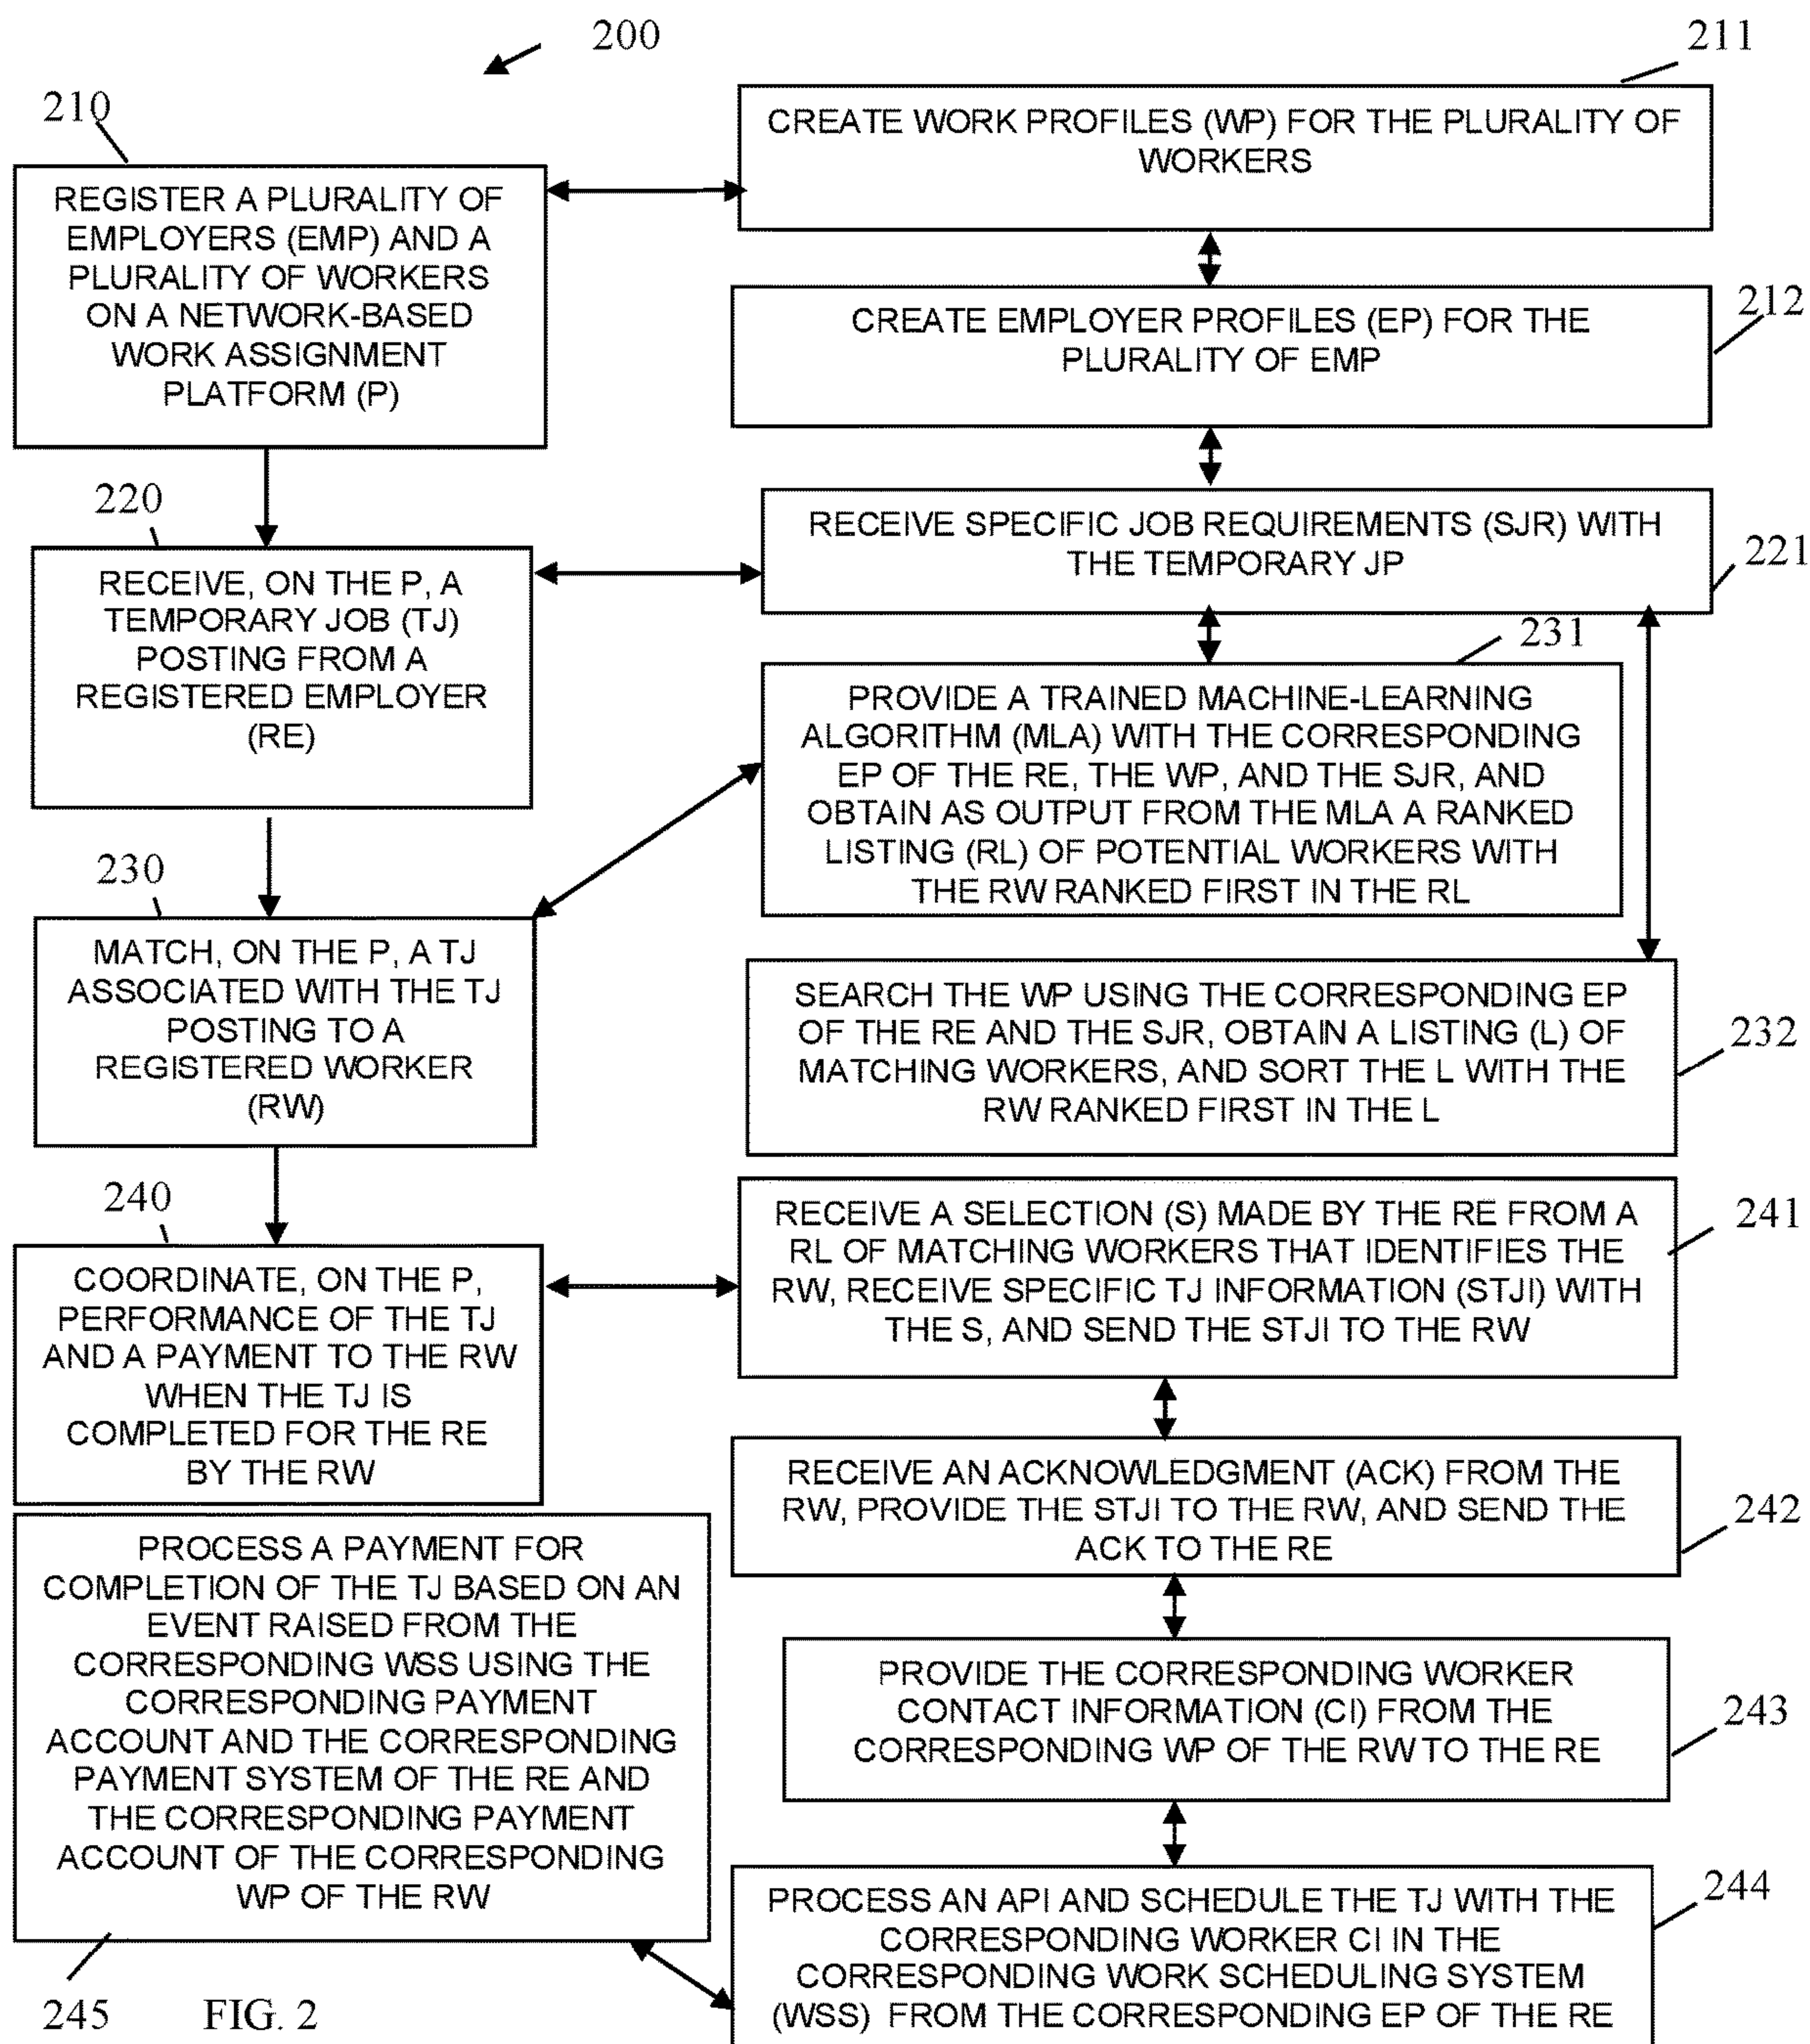 200
211
210
CREATE WORK PROFILES (WP) FOR THE PLURALITY OF
WORKERS
REGISTER A PLURALITY OF
EMPLOYERS (EMP) AND A
PLURALITY OF WORKERS
ON A NETWORK-BASED
WORK ASSIGNMENT
PLATFORM (P)
212
CREATE EMPLOYER PROFILES (EP) FOR THE
PLURALITY OF EMP
220
RECEIVE SPECIFIC JOB REQUIREMENTS (SJR) WITH
THE TEMPORARY JP
221
RECEIVE, ON THE P, A
TEMPORARY JOB (TJ)
POSTING FROM A
REGISTERED EMPLOYER
(RE)
231
PROVIDE A TRAINED MACHINE-LEARNING
ALGORITHM (MLA) WITH THE CORRESPONDING
EP OF THE RE, THE WP, AND THE SJR, AND
OBTAIN AS OUTPUT FROM THE MLA A RANKED
LISTING (RL) OF POTENTIAL WORKERS WITH
THE RW RANKED FIRST IN THE RL
230
MATCH, ON THE P, A TJ
ASSOCIATED WITH THE TJ
POSTING TO A
REGISTERED WORKER
(RW)
SEARCH THE WP USING THE CORRESPONDING EP
OF THE RE AND THE SJR, OBTAIN A LISTING (L) OF
MATCHING WORKERS, AND SORT THE L WITH THE
RW RANKED FIRST IN THE L
232
240
COORDINATE, ON THE P,
PERFORMANCE OF THE TJ
AND A PAYMENT TO THE RW
WHEN THE TJ IS
COMPLETED FOR THE RE
BY THE RW
RECEIVE A SELECTION (S) MADE BY THE RE FROM A
RL OF MATCHING WORKERS THAT IDENTIFIES THE
RW, RECEIVE SPECIFIC TJ INFORMATION (STJI) WITH
THE S, AND SEND THE STJI TO THE RW
241
RECEIVE AN ACKNOWLEDGMENT (ACK) FROM THE
RW, PROVIDE THE STJI TO THE RW, AND SEND THE
ACK TO THE RE
242
PROCESS A PAYMENT FOR
COMPLETION OF THE TJ BASED ON AN
EVENT RAISED FROM THE
CORRESPONDING WSS USING THE
CORRESPONDING PAYMENT
ACCOUNT AND THE CORRESPONDING
PAYMENT SYSTEM OF THE RE AND
THE CORRESPONDING PAYMENT
ACCOUNT OF THE CORRESPONDING
WP OF THE RW
PROVIDE THE CORRESPONDING WORKER
CONTACT INFORMATION (CI) FROM THE
CORRESPONDING WP OF THE RW TO THE RE
243
PROCESS AN API AND SCHEDULE THE TJ WITH THE
CORRESPONDING WORKER CI IN THE
CORRESPONDING WORK SCHEDULING SYSTEM
(WSS) FROM THE CORRESPONDING EP OF THE RE
244
245
FIG. 2